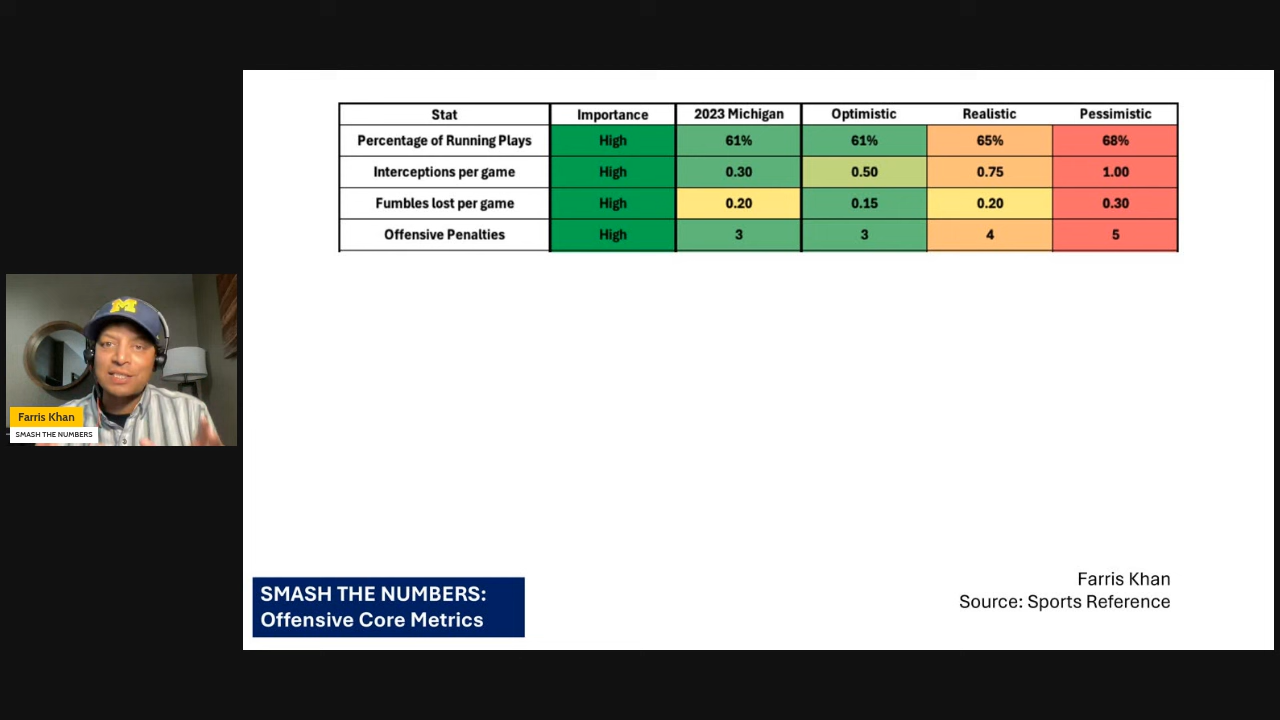 Stat Importance 2023 Michigan Optimistic Realistic Pessimistic
Percentage of Running Plays High 61% 61% 65% 68%
Interceptions per game High 0.30 0.50 0.75 1.00
Fumbles lost per game High 0.20 0.15 0.20 0.30
Offensive Penalties High 3 3 4 5
M
Farris Khan
SMASH THE NUMBERS
SMASH THE NUMBERS:
Offensive Core Metrics
Farris Khan
Source: Sports Reference